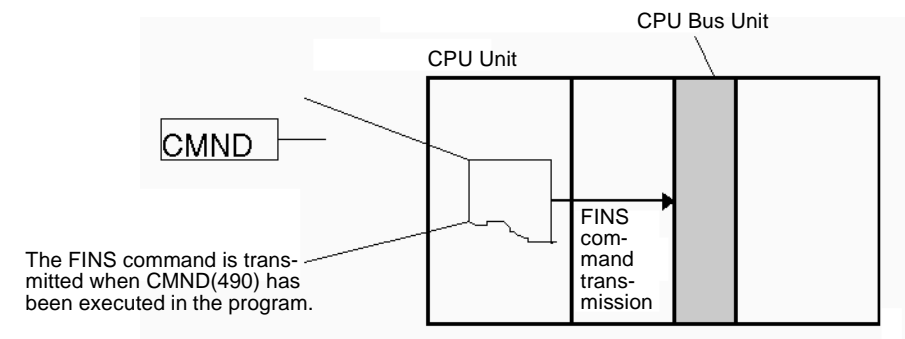 CPU Bus Unit
CPU Unit
CMND
FINS
com-
mand
trans-
mission
The FINS command is trans-
mitted when CMND(490) has
been executed in the program.